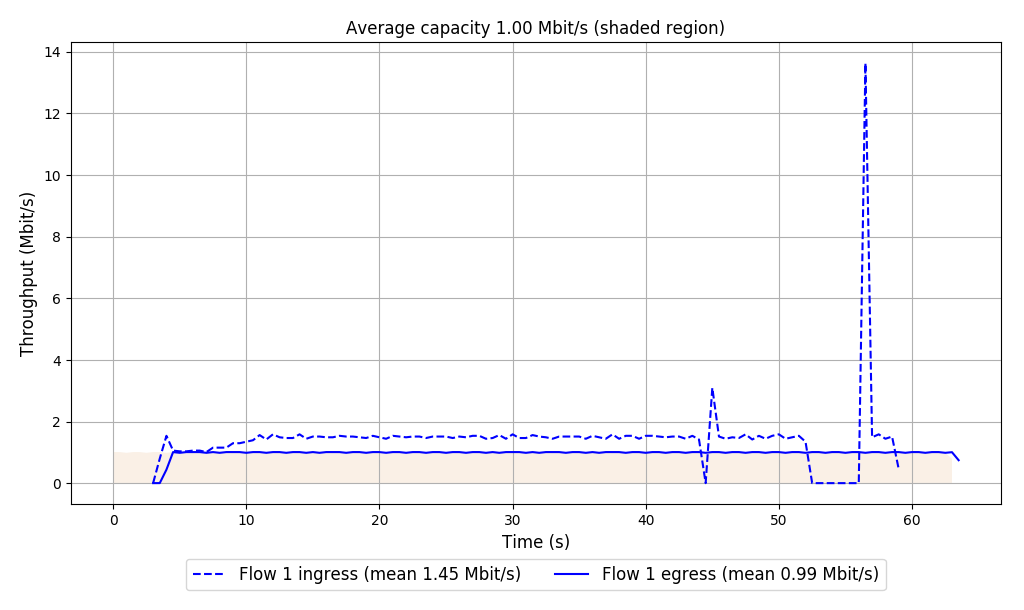 Average capacity 1.00 Mbit/s (shaded region)
14
12
10
8
6
4
2
0
Throughput (Mbit/s)
0 10 20 30 40 50 60
Time (s)
Flow 1 ingress (mean 1.45 Mbit/s) Flow 1 egress (mean 0.99 Mbit/s)